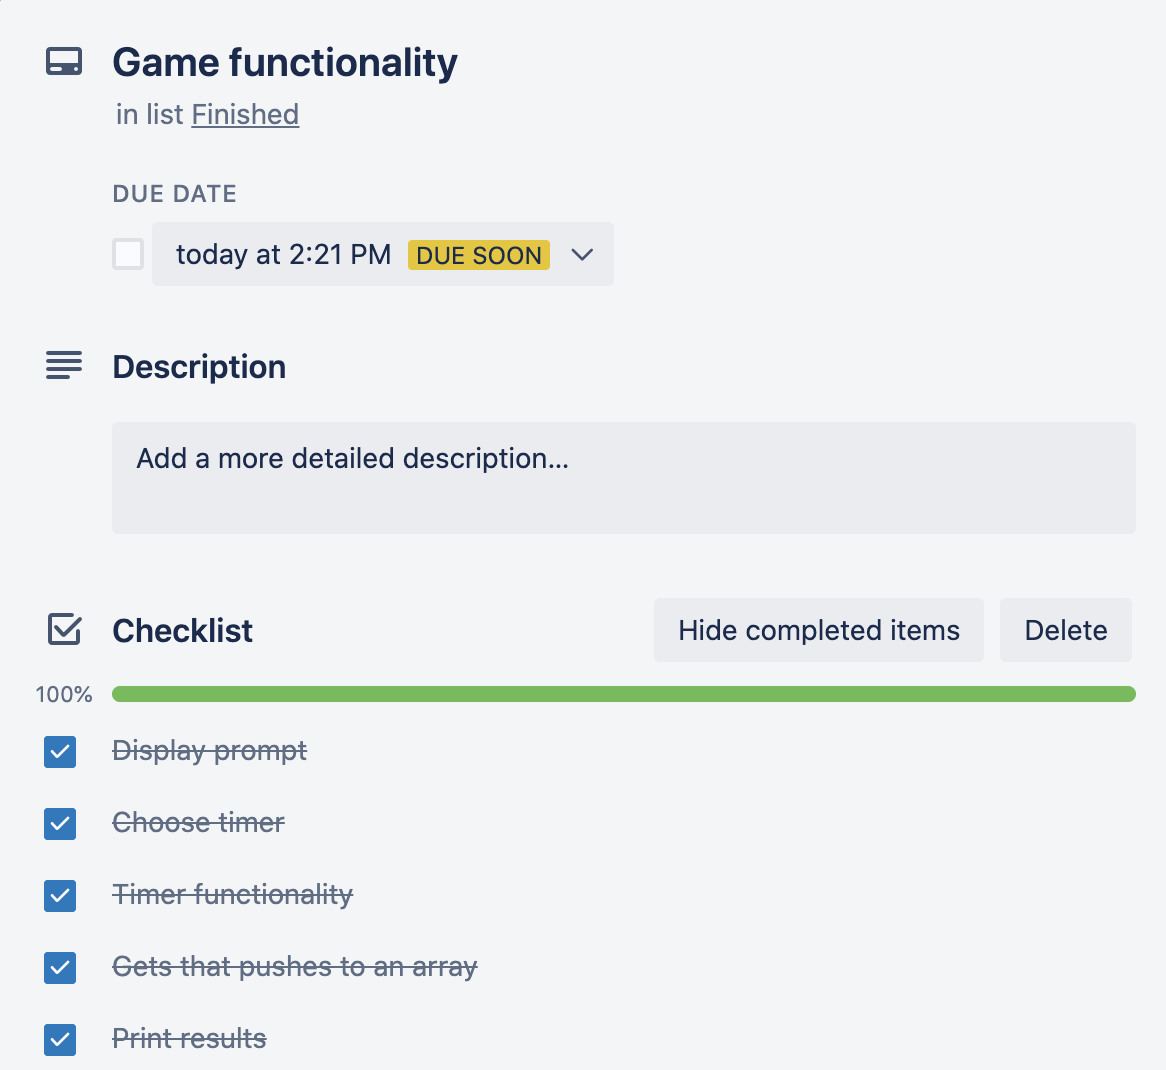 Game functionality
in list Finished
DUE DATE
today at 2:21 PM DUE SOON
Description
Add a more detailed description...
Checklist Hide completed items Delete
100%
Display prompt
Choose timer
Timer functionality
Gets that pushes to an array
Print results